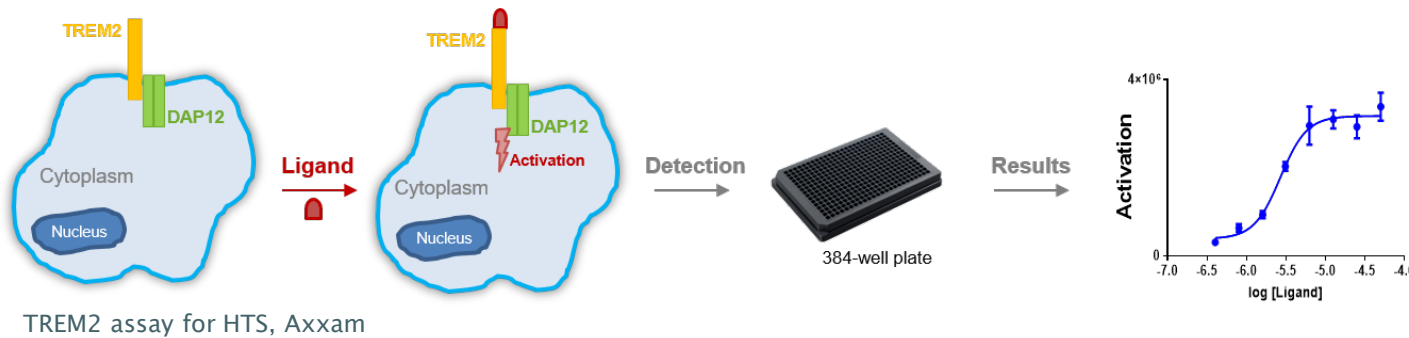 TREM2
DAP12
Cytoplasm
Nucleus
Ligand
TREM2
DAP12
Activation
Cytoplasm
Nucleus
Detection
384-well plate
Results
Activation
4×10⁶
0
-7.0 -6.5 -6.0 -5.5 -5.0 -4.5 -4.0
log [Ligand]
TREM2 assay for HTS, Axxam